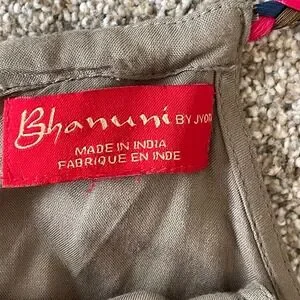 Bhanuni BY JYOTI
MADE IN INDIA
FABRIQUE EN INDE